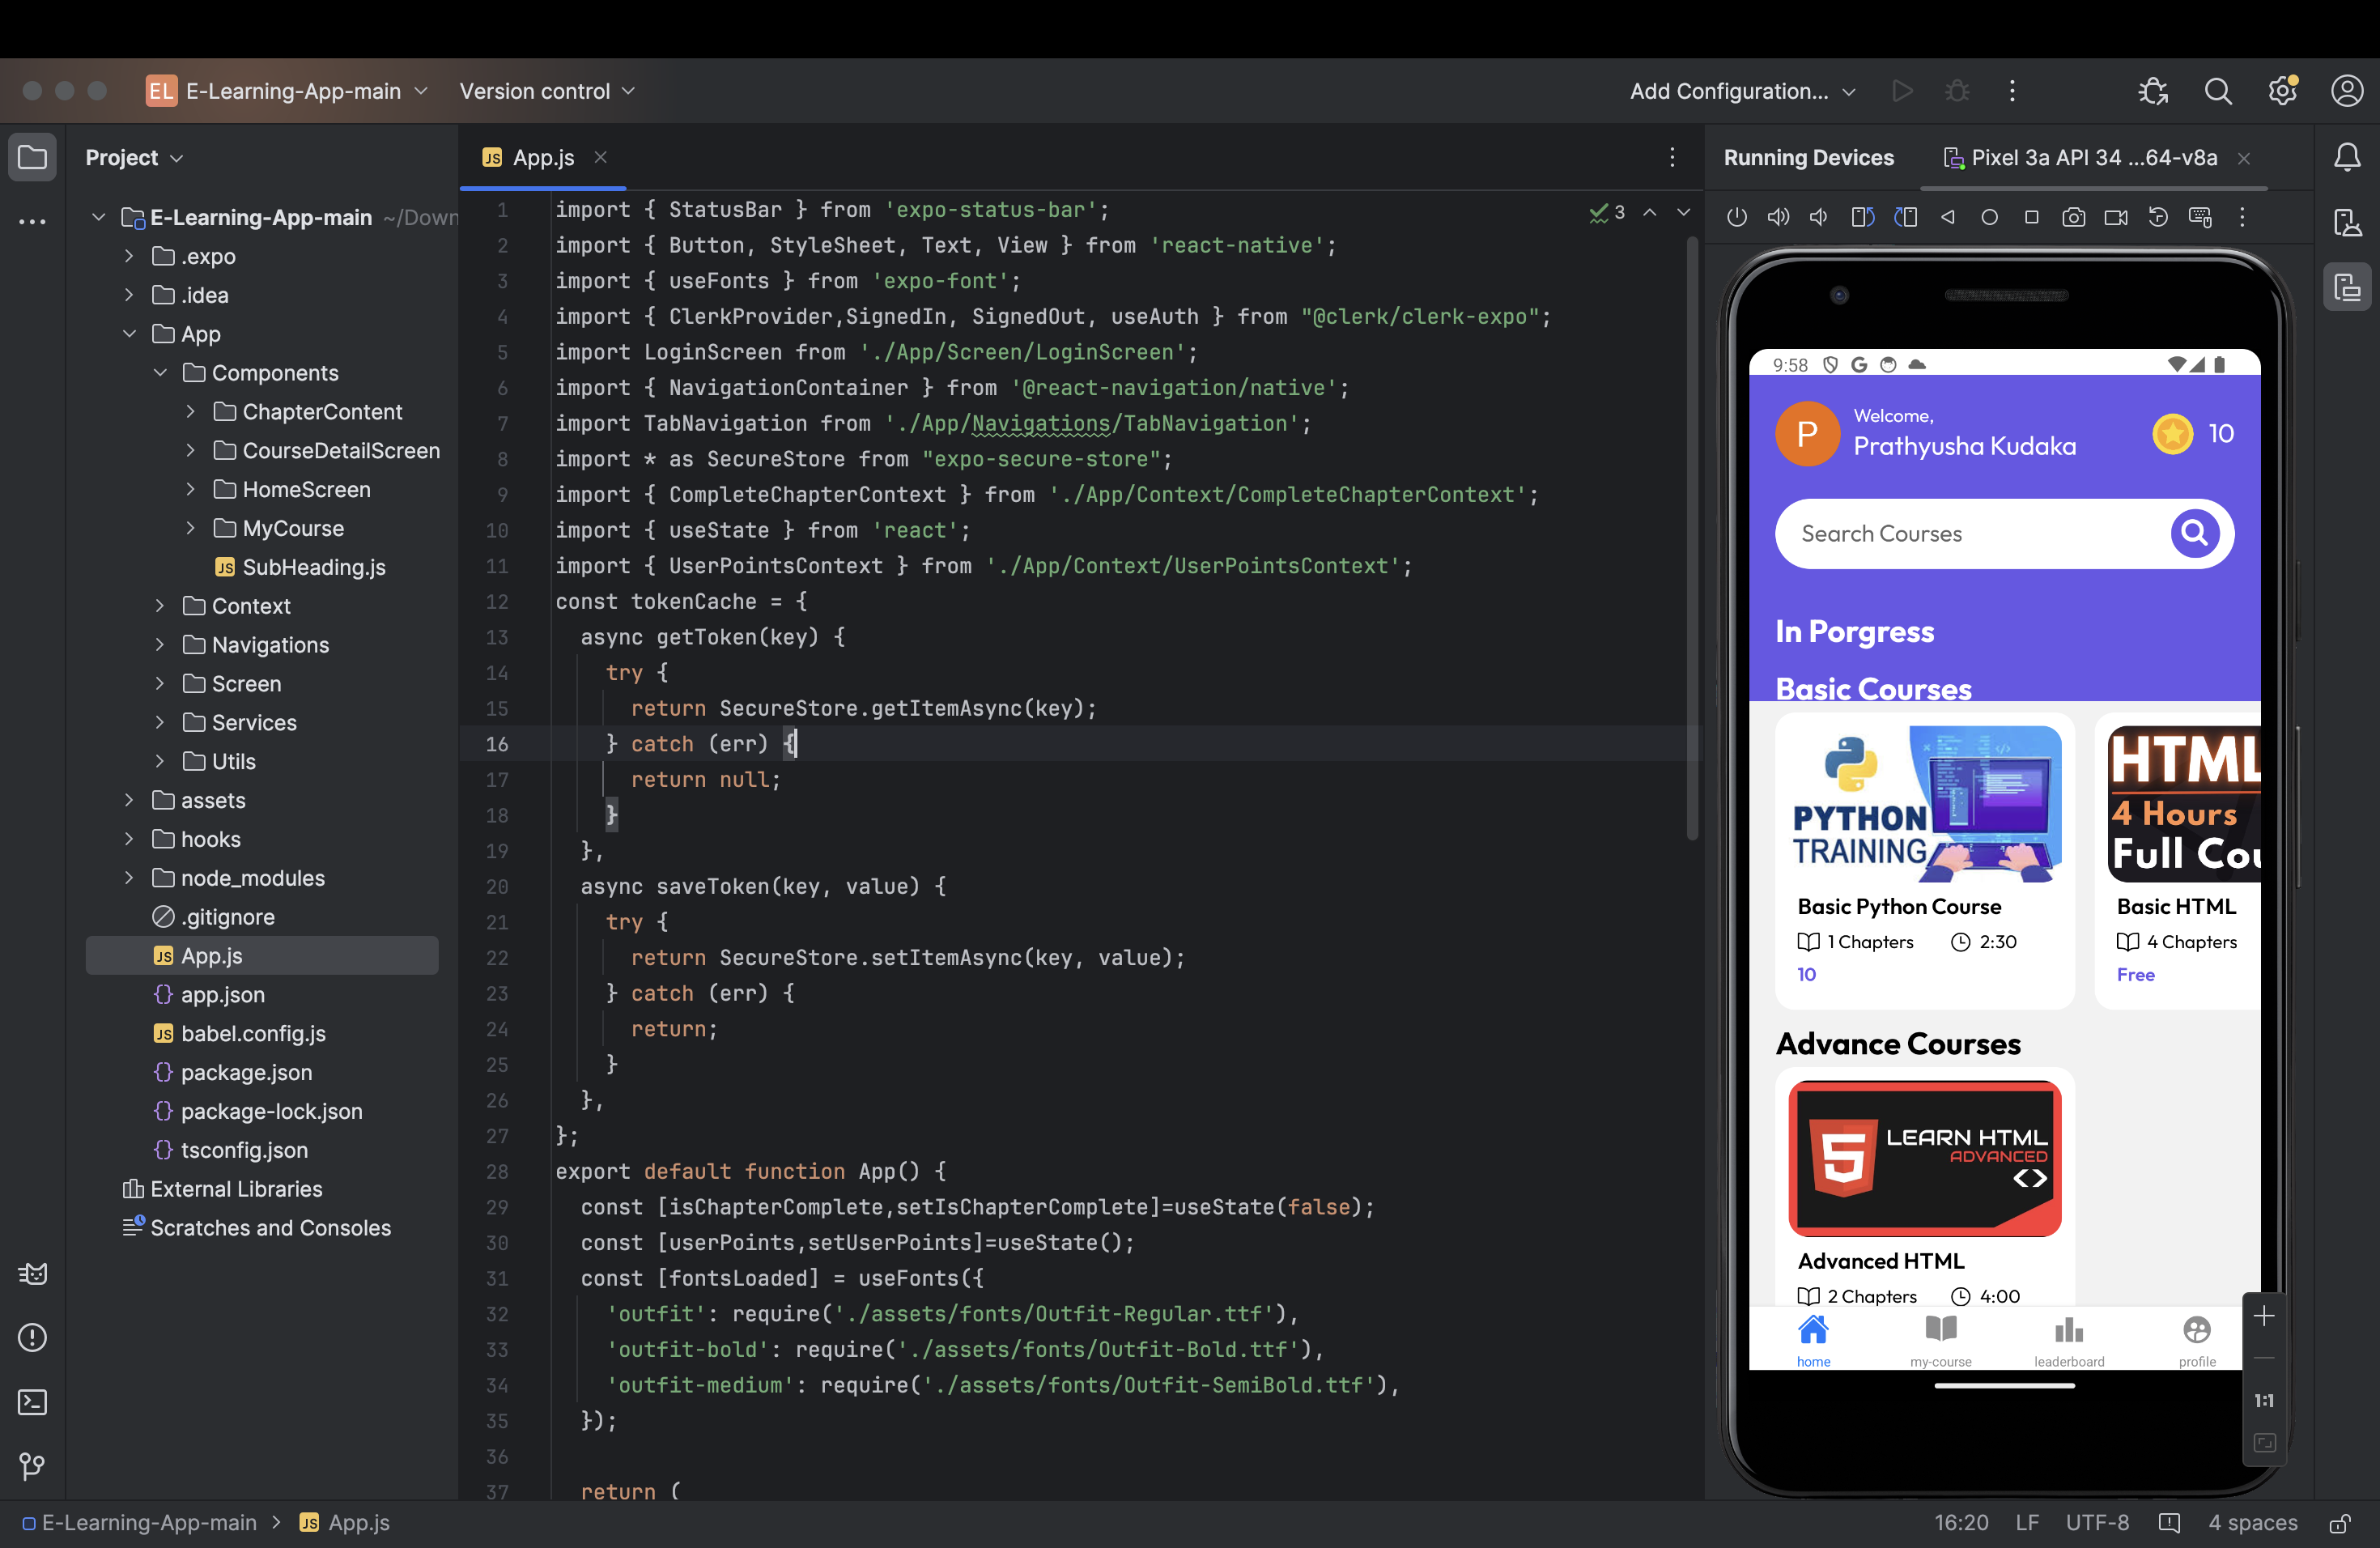 EL E-Learning-App-main Version control Add Configuration...
Project
E-Learning-App-main ~/Down
.expo
.idea
App
Components
ChapterContent
CourseDetailScreen
HomeScreen
MyCourse
JS SubHeading.js
Context
Navigations
Screen
Services
Utils
assets
hooks
node_modules
.gitignore
JS App.js
{} app.json
JS babel.config.js
{} package.json
{} package-lock.json
{} tsconfig.json
External Libraries
Scratches and Consoles
JS App.js
3
1 import { StatusBar } from 'expo-status-bar';
2 import { Button, StyleSheet, Text, View } from 'react-native';
3 import { useFonts } from 'expo-font';
4 import { ClerkProvider,SignedIn, SignedOut, useAuth } from "@clerk/clerk-expo";
5 import LoginScreen from './App/Screen/LoginScreen';
6 import { NavigationContainer } from '@react-navigation/native';
7 import TabNavigation from './App/Navigations/TabNavigation';
8 import * as SecureStore from "expo-secure-store";
9 import { CompleteChapterContext } from './App/Context/CompleteChapterContext';
10 import { useState } from 'react';
11 import { UserPointsContext } from './App/Context/UserPointsContext';
12 const tokenCache = {
13 async getToken(key) {
14 try {
15 return SecureStore.getItemAsync(key);
16 } catch (err) {
17 return null;
18 }
19 },
20 async saveToken(key, value) {
21 try {
22 return SecureStore.setItemAsync(key, value);
23 } catch (err) {
24 return;
25 }
26 },
27 };
28 export default function App() {
29 const [isChapterComplete,setIsChapterComplete]=useState(false);
30 const [userPoints,setUserPoints]=useState();
31 const [fontsLoaded] = useFonts({
32 'outfit': require('./assets/fonts/Outfit-Regular.ttf'),
33 'outfit-bold': require('./assets/fonts/Outfit-Bold.ttf'),
34 'outfit-medium': require('./assets/fonts/Outfit-SemiBold.ttf'),
35 });
36
37 return (
Running Devices Pixel 3a API 34 ...64-v8a
9:58 G
P
Welcome,
Prathyusha Kudaka
10
Search Courses
In Porgress
Basic Courses
PYTHON
TRAINING
Basic Python Course
1 Chapters 2:30
10
HTML
4 Hours
Full Cou
Basic HTML
4 Chapters
Free
Advance Courses
5
LEARN HTML
ADVANCED
<>
Advanced HTML
2 Chapters 4:00
home my-course leaderboard profile
1:1
E-Learning-App-main > JS App.js
16:20 LF UTF-8 4 spaces